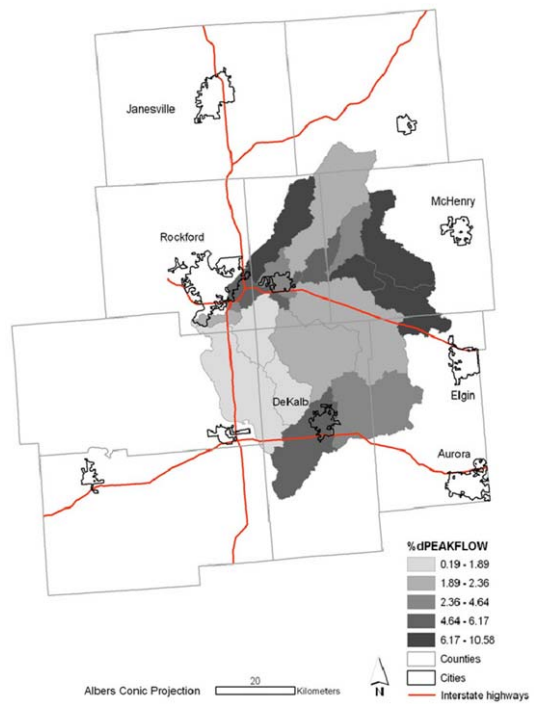 Janesville
McHenry
Rockford
DeKalb
Elgin
Aurora
%dPEAKFLOW
0.19 - 1.89
1.89 - 2.36
2.36 - 4.64
4.64 - 6.17
6.17 - 10.58
Counties
Cities
Interstate highways
Albers Conic Projection
20
Kilometers
N